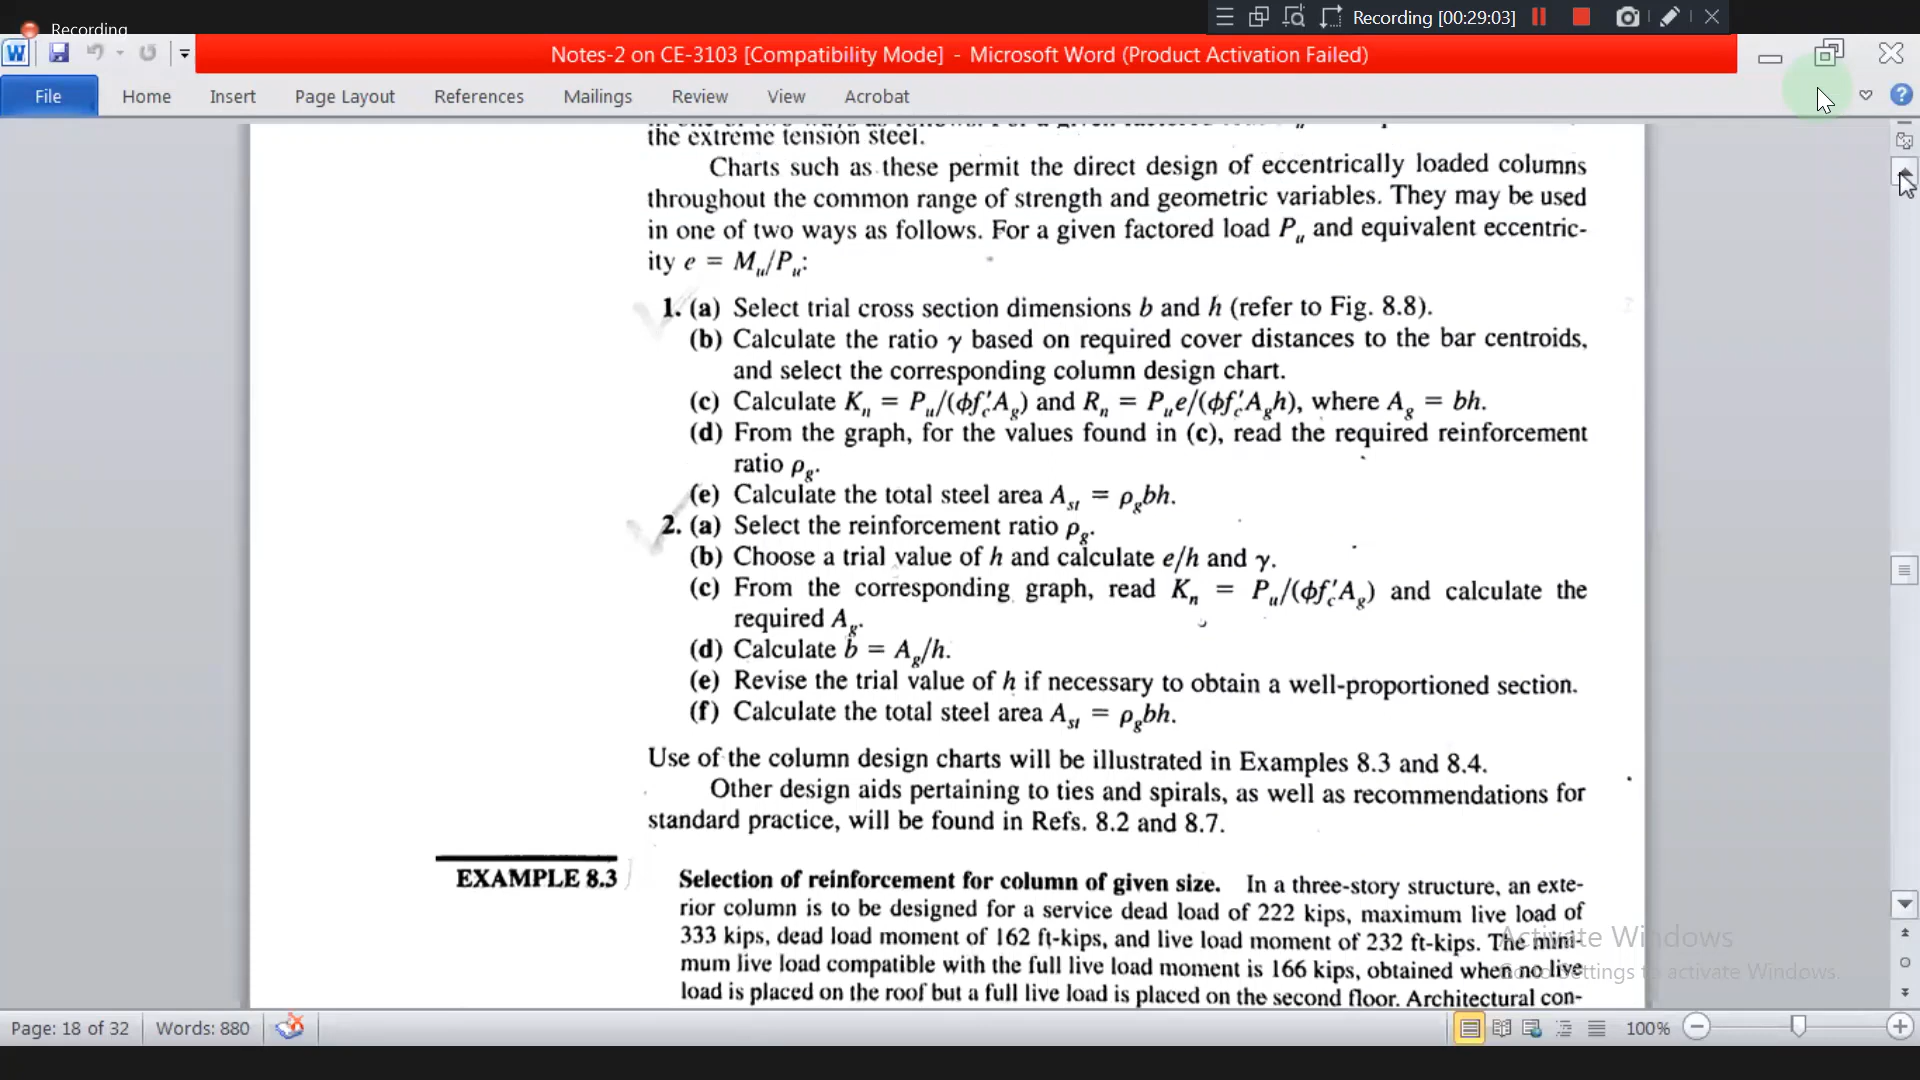 Recording
Recording [00:29:03]
Notes-2 on CE-3103 [Compatibility Mode] - Microsoft Word (Product Activation Failed)
File Home Insert Page Layout References Mailings Review View Acrobat
the extreme tension steel.
Charts such as these permit the direct design of eccentrically loaded columns
throughout the common range of strength and geometric variables. They may be used
in one of two ways as follows. For a given factored load Pu and equivalent eccentric-
ity e = Mu/Pu:
1. (a) Select trial cross section dimensions b and h (refer to Fig. 8.8).
(b) Calculate the ratio γ based on required cover distances to the bar centroids,
and select the corresponding column design chart.
(c) Calculate Kn = Pu/(ϕf′cAg) and Rn = Pue/(ϕf′cAgh), where Ag = bh.
(d) From the graph, for the values found in (c), read the required reinforcement
ratio ρg.
(e) Calculate the total steel area Ast = ρgbh.
2. (a) Select the reinforcement ratio ρg.
(b) Choose a trial value of h and calculate e/h and γ.
(c) From the corresponding graph, read Kn = Pu/(ϕf′cAg) and calculate the
required Ag.
(d) Calculate b = Ag/h.
(e) Revise the trial value of h if necessary to obtain a well-proportioned section.
(f) Calculate the total steel area Ast = ρgbh.
Use of the column design charts will be illustrated in Examples 8.3 and 8.4.
Other design aids pertaining to ties and spirals, as well as recommendations for
standard practice, will be found in Refs. 8.2 and 8.7.
EXAMPLE 8.3
Selection of reinforcement for column of given size. In a three-story structure, an exte-
rior column is to be designed for a service dead load of 222 kips, maximum live load of
333 kips, dead load moment of 162 ft-kips, and live load moment of 232 ft-kips. The mini-
mum live load compatible with the full live load moment is 166 kips, obtained when no live
load is placed on the roof but a full live load is placed on the second floor. Architectural con-
Activate Windows
Go to Settings to activate Windows.
Page: 18 of 32 Words: 880 100%